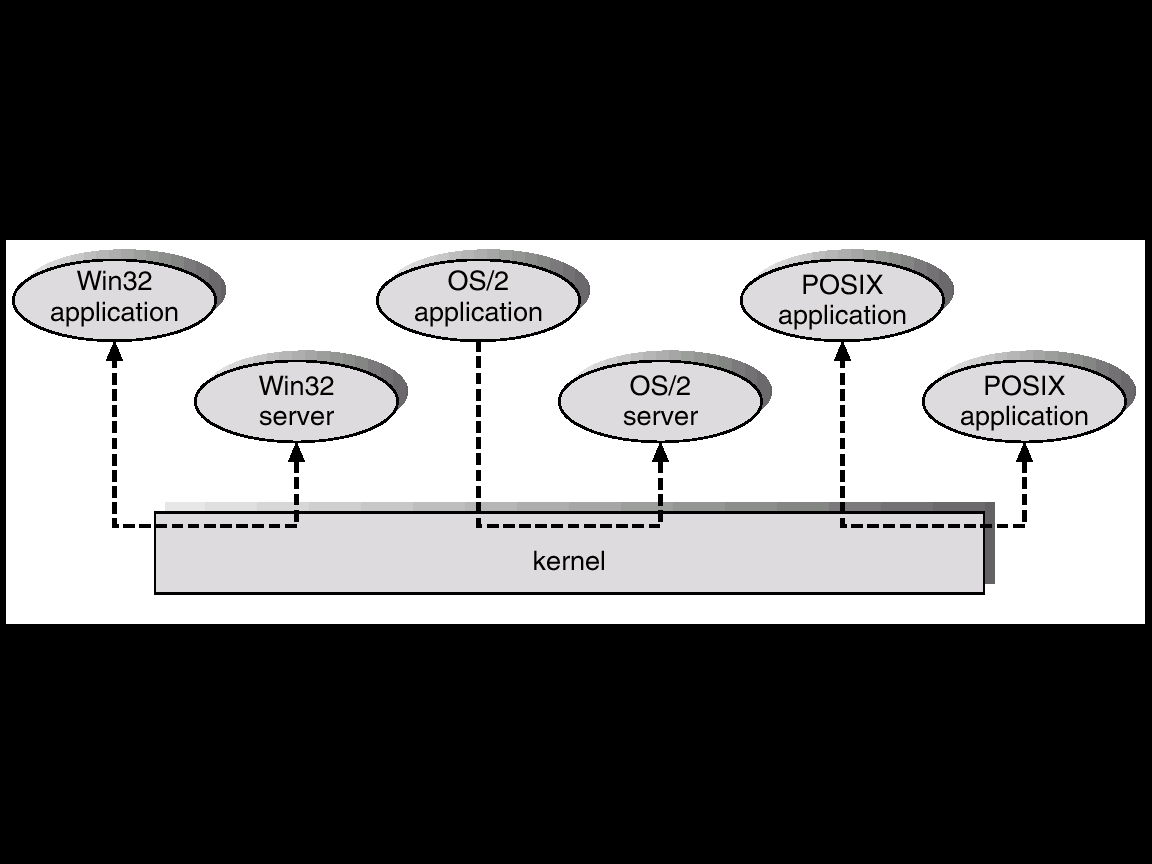 Win32
application
OS/2
application
POSIX
application
Win32
server
OS/2
server
POSIX
application
kernel